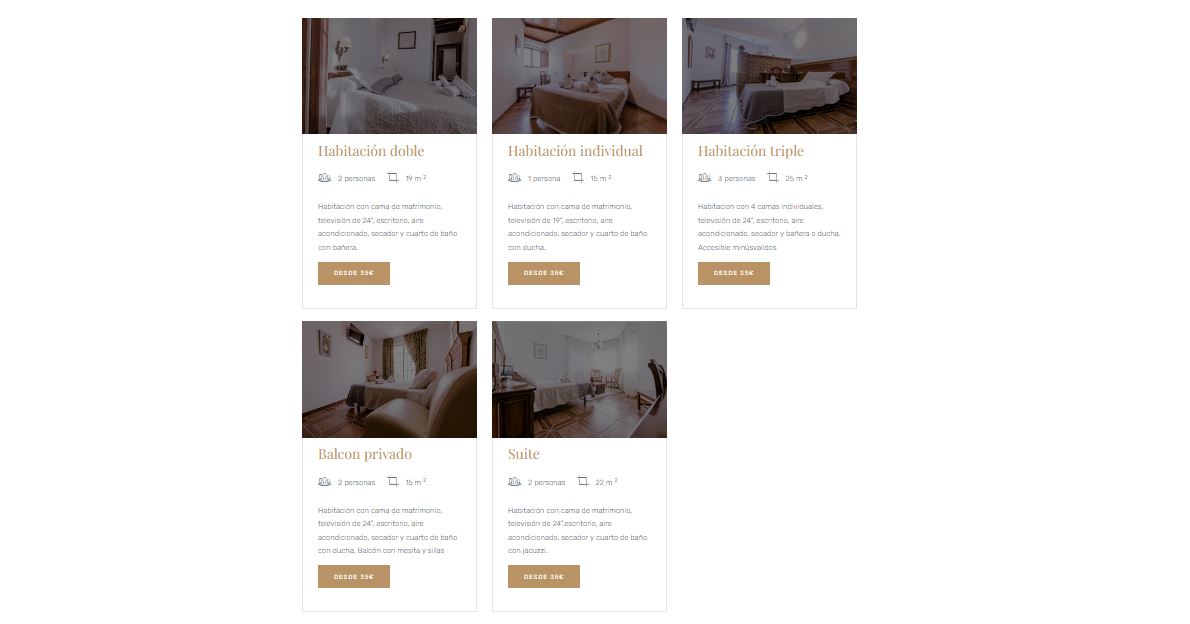 Habitación doble
2 personas 19 m 2
Habitación con cama de matrimonio,
televisión de 24", escritorio, aire
acondicionado, secador y cuarto de baño
con bañera.
DESDE 35€
Habitación individual
1 persona 15 m 2
Habitación con cama de matrimonio,
televisión de 19", escritorio, aire
acondicionado, secador y cuarto de baño
con ducha.
DESDE 35€
Habitación triple
3 personas 25 m 2
Habitacion con 4 camas individuales,
televisión de 24", escritorio, aire
acondicionado, secador y bañera o ducha.
Accesible minúsvalidos
DESDE 35€
Balcon privado
2 personas 15 m 2
Habitación con cama de matrimonio,
televisión de 24", escritorio, aire
acondicionado, secador y cuarto de baño
con ducha. Balcón con mesita y sillas
DESDE 35€
Suite
2 personas 22 m 2
Habitación con cama de matrimonio,
televisión de 24",escritorio, aire
acondicionado, secador y cuarto de baño
con jacuzzi.
DESDE 35€